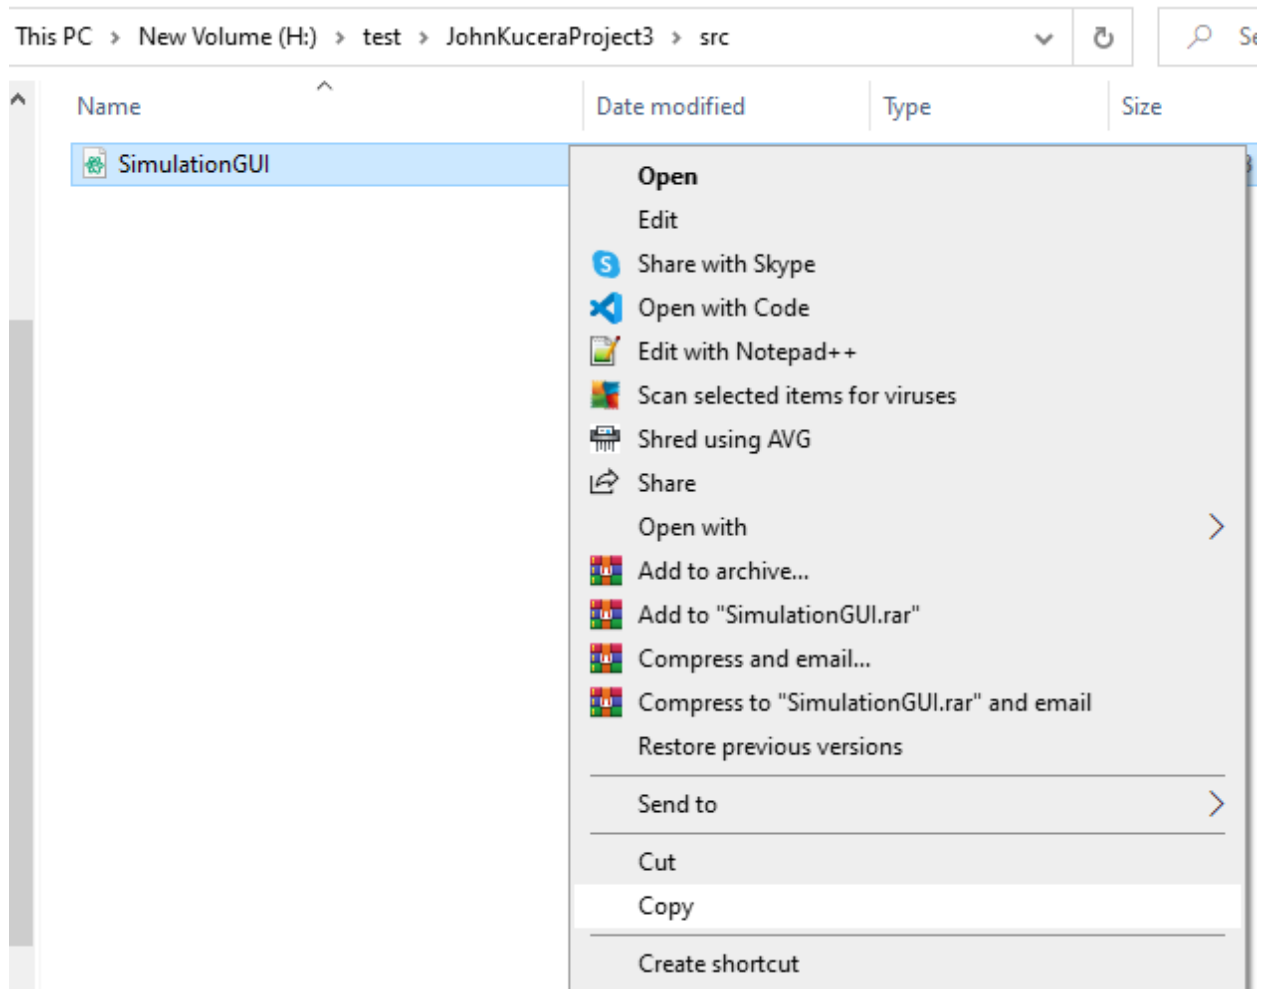 This PC > New Volume (H:) > test > JohnKuceraProject3 > src
Name Date modified Type Size
SimulationGUI
Open
Edit
Share with Skype
Open with Code
Edit with Notepad++
Scan selected items for viruses
Shred using AVG
Share
Open with
Add to archive...
Add to "SimulationGUI.rar"
Compress and email...
Compress to "SimulationGUI.rar" and email
Restore previous versions
Send to
Cut
Copy
Create shortcut